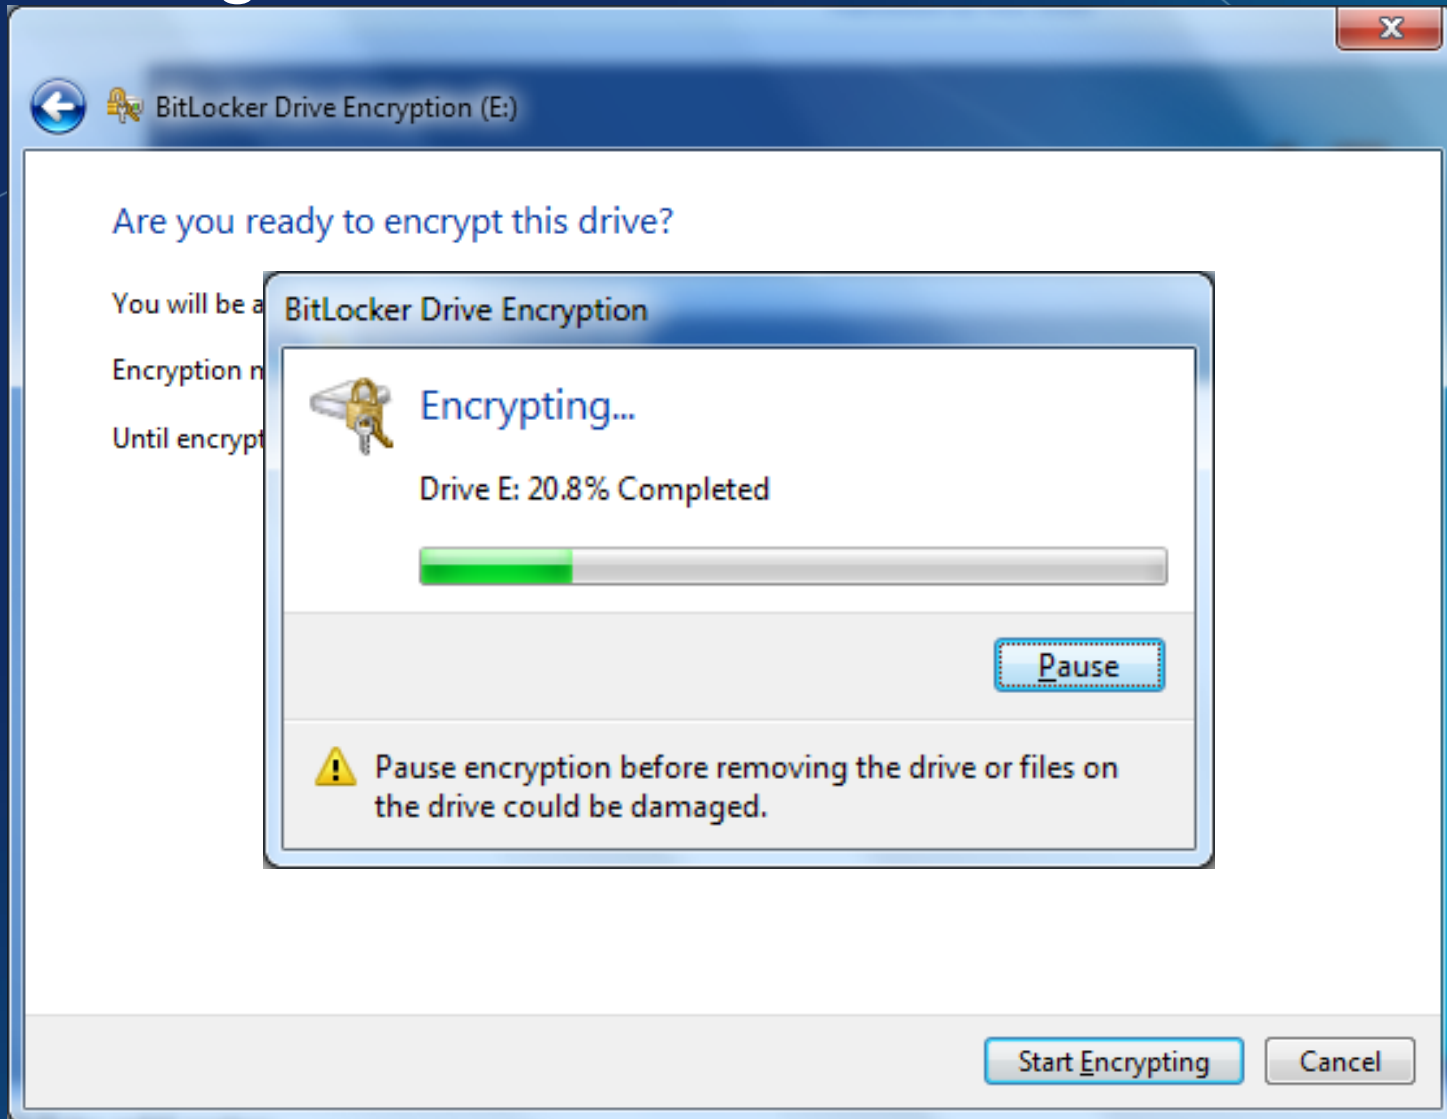 BitLocker Drive Encryption (E:)
Are you ready to encrypt this drive?
You will be a
Encryption
Until encrypt
BitLocker Drive Encryption
Encrypting...
Drive E: 20.8% Completed
Pause
Pause encryption before removing the drive or files on
the drive could be damaged.
Start Encrypting
Cancel